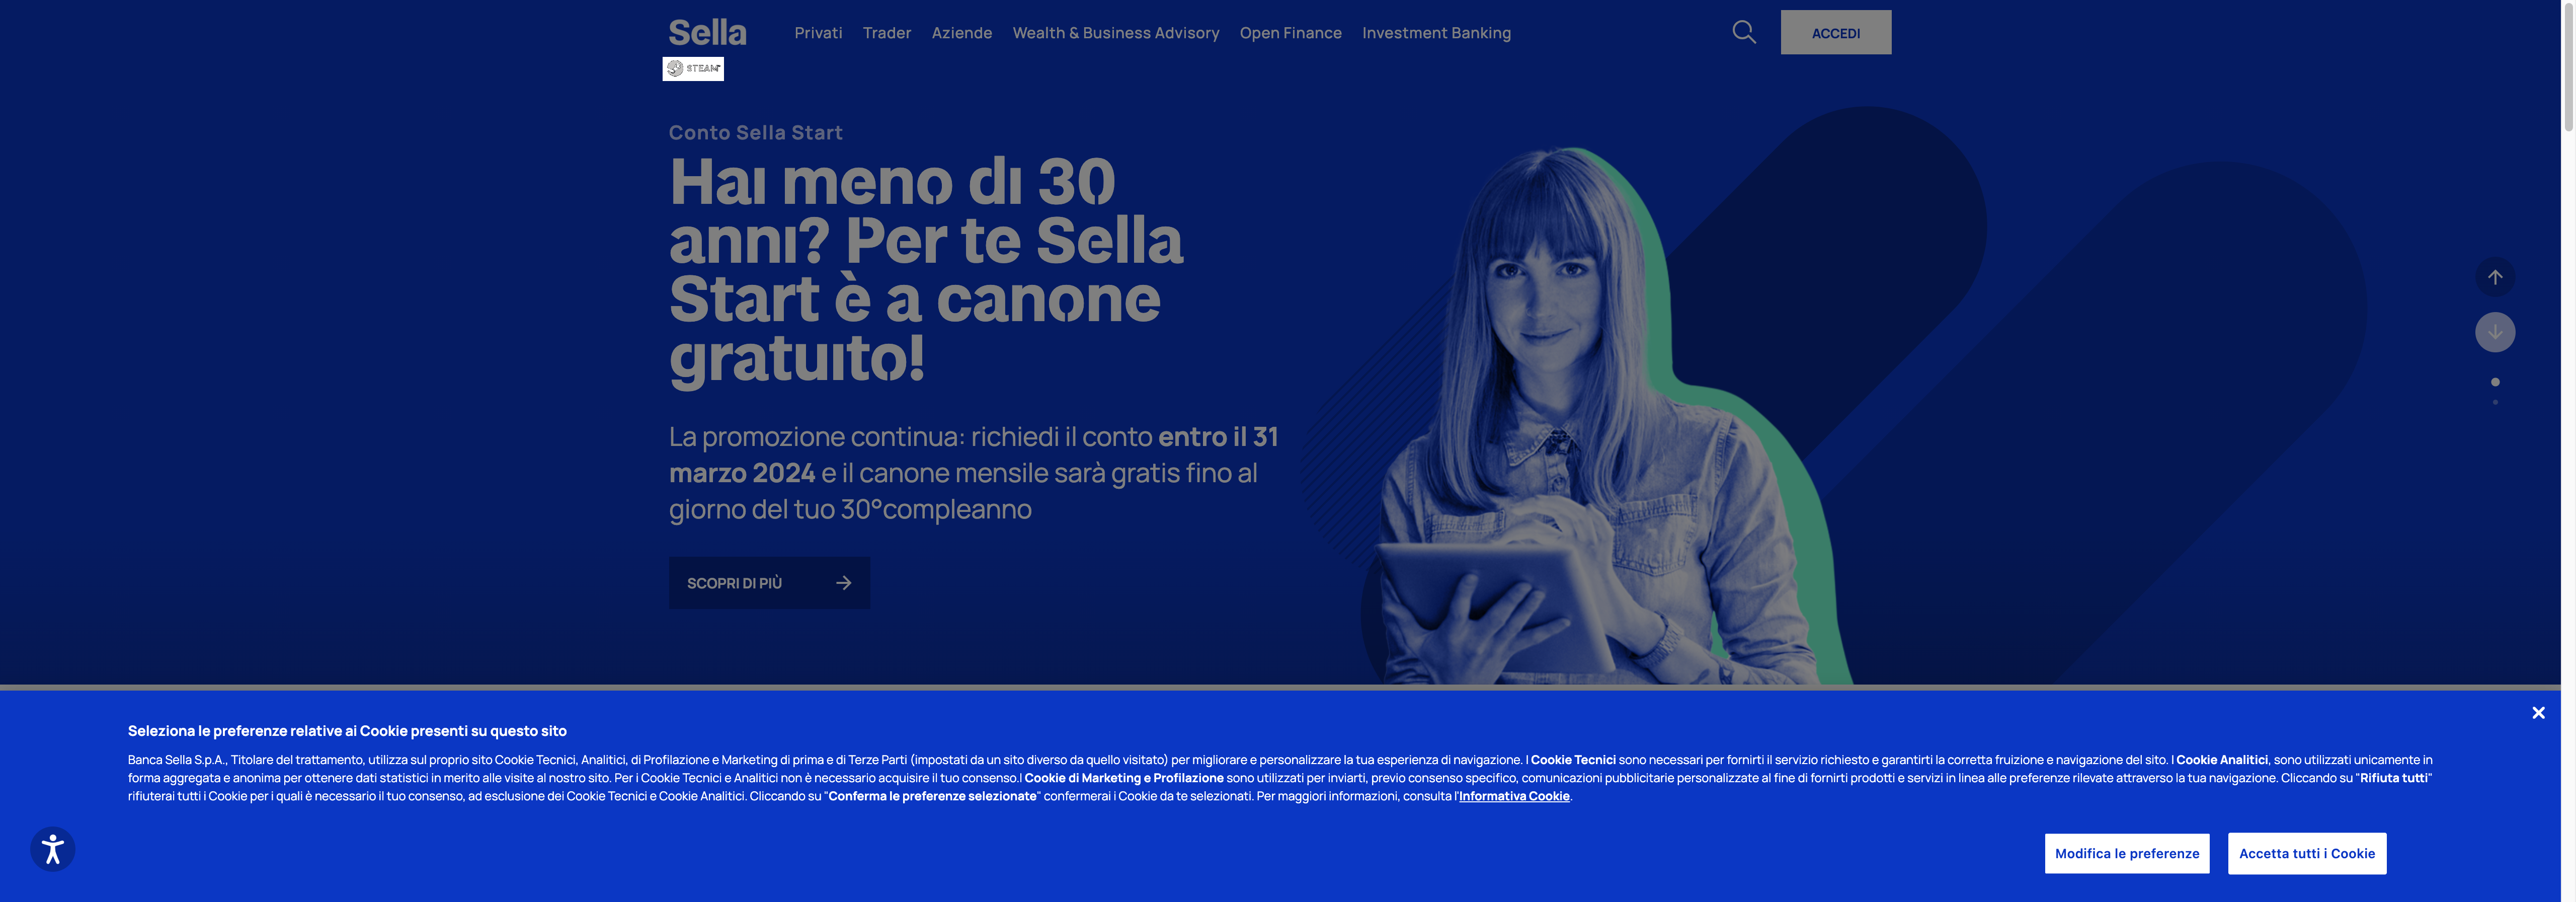 Sella
Privati Trader Aziende Wealth & Business Advisory Open Finance Investment Banking
ACCEDI
STEAM
Conto Sella Start
Hai meno di 30
anni? Per te Sella
Start è a canone
gratuito!
La promozione continua: richiedi il conto entro il 31
marzo 2024 e il canone mensile sarà gratis fino al
giorno del tuo 30°compleanno
SCOPRI DI PIÙ
Seleziona le preferenze relative ai Cookie presenti su questo sito
Banca Sella S.p.A., Titolare del trattamento, utilizza sul proprio sito Cookie Tecnici, Analitici, di Profilazione e Marketing di prima e di Terze Parti (impostati da un sito diverso da quello visitato) per migliorare e personalizzare la tua esperienza di navigazione. I Cookie Tecnici sono necessari per fornirti il servizio richiesto e garantirti la corretta fruizione e navigazione del sito. I Cookie Analitici, sono utilizzati unicamente in
forma aggregata e anonima per ottenere dati statistici in merito alle visite al nostro sito. Per i Cookie Tecnici e Analitici non è necessario acquisire il tuo consenso.I Cookie di Marketing e Profilazione sono utilizzati per inviarti, previo consenso specifico, comunicazioni pubblicitarie personalizzate al fine di fornirti prodotti e servizi in linea alle preferenze rilevate attraverso la tua navigazione. Cliccando su "Rifiuta tutti"
rifiuterai tutti i Cookie per i quali è necessario il tuo consenso, ad esclusione dei Cookie Tecnici e Cookie Analitici. Cliccando su "Conferma le preferenze selezionate" confermerai i Cookie da te selezionati. Per maggiori informazioni, consulta l'Informativa Cookie.
Modifica le preferenze
Accetta tutti i Cookie